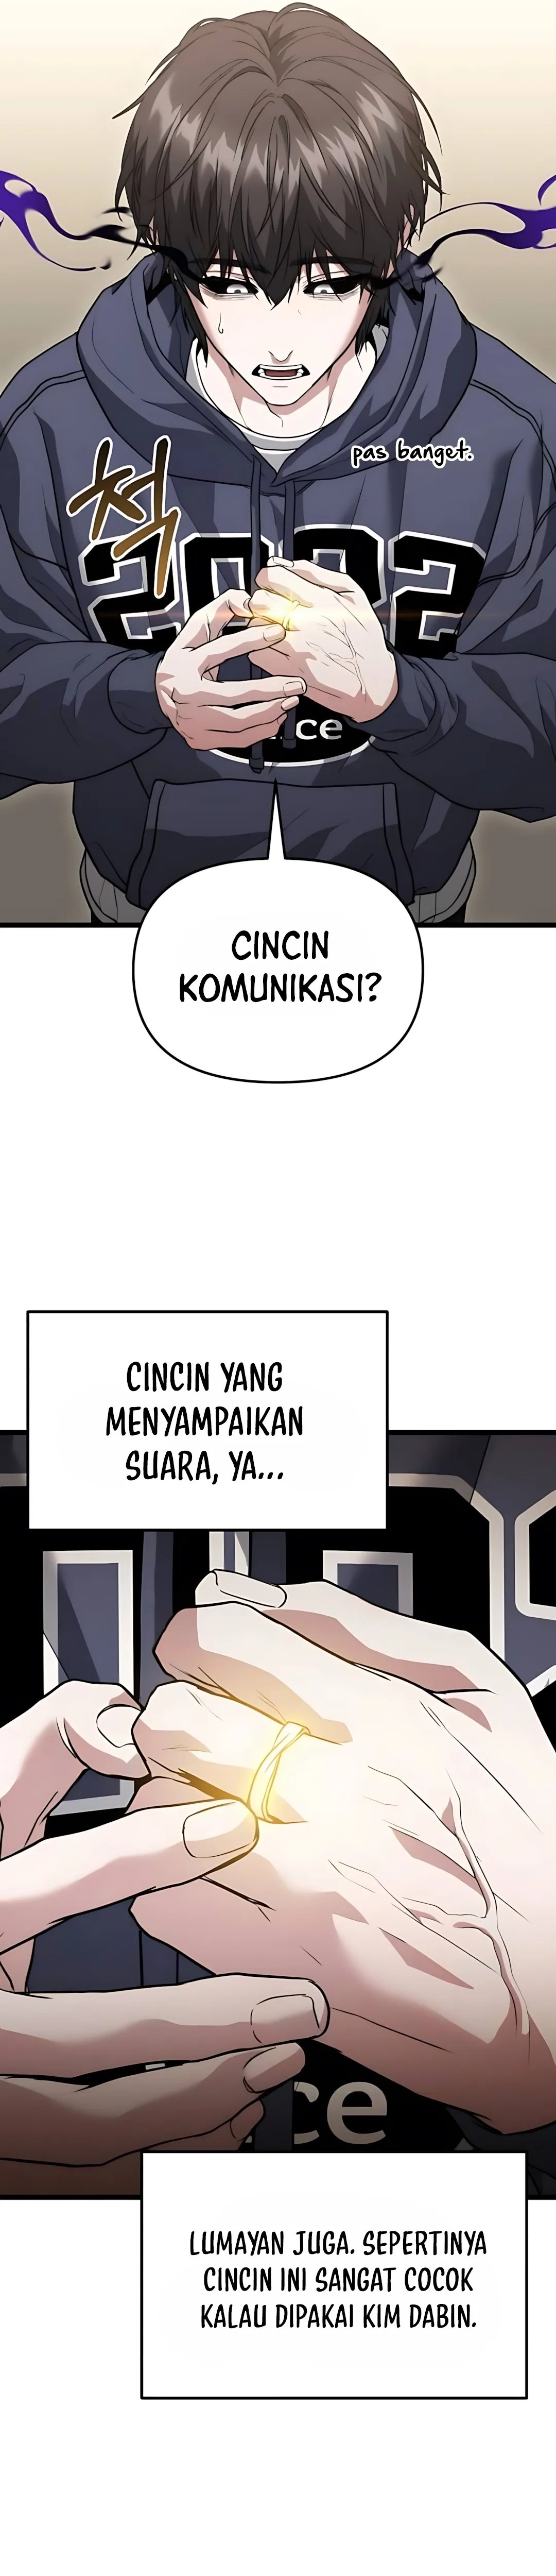 pas banget.
척
2022
ce
CINCIN
KOMUNIKASI?
CINCIN YANG
MENYAMPAIKAN
SUARA, YA...
ce
LUMAYAN JUGA. SEPERTINYA
CINCIN INI SANGAT COCOK
KALAU DIPAKAI KIM DABIN.